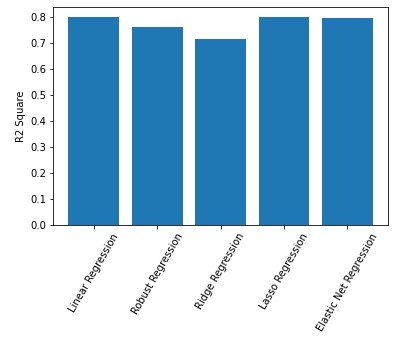 R2 Square
0.8
0.7
0.6
0.5
0.4
0.3
0.2
0.1
0.0
Linear Regression
Robust Regression
Ridge Regression
Lasso Regression
Elastic Net Regression